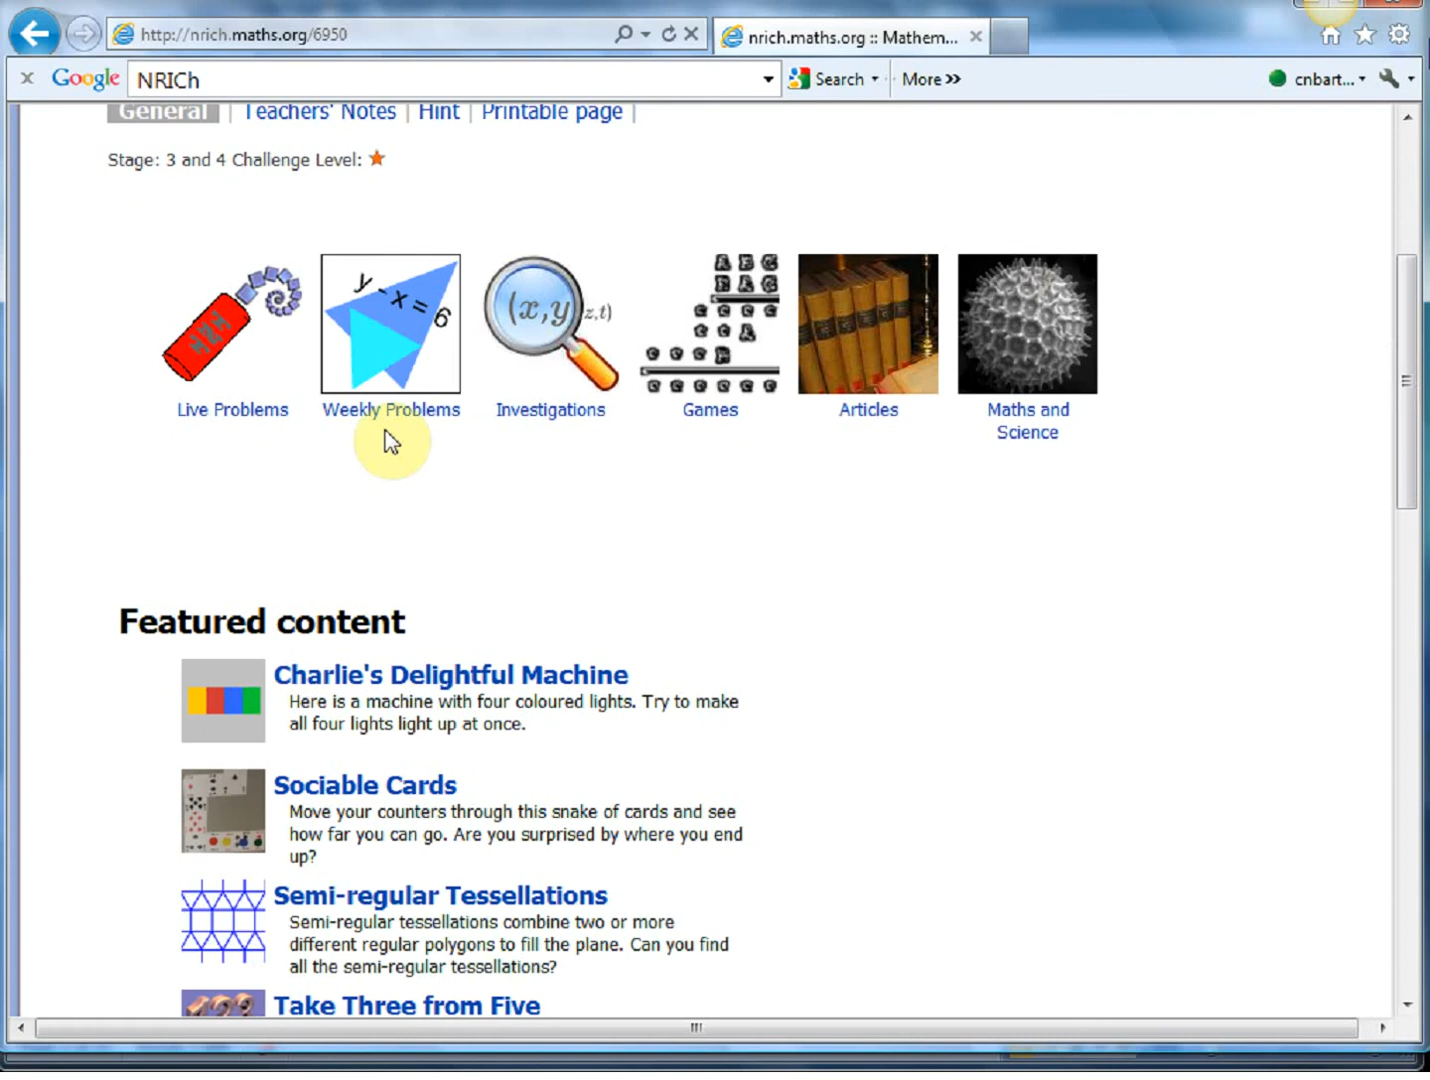 http://nrich.maths.org/6950
nrich.maths.org :: Mathem...
Google NRICh Search More >> cnbart...
General | Teachers' Notes | Hint | Printable page |
Stage: 3 and 4 Challenge Level:
y - x = 6
(x,y,z,t)
Live Problems
Weekly Problems
Investigations
Games
Articles
Maths and
Science
Featured content
Charlie's Delightful Machine
Here is a machine with four coloured lights. Try to make
all four lights light up at once.
Sociable Cards
Move your counters through this snake of cards and see
how far you can go. Are you surprised by where you end
up?
Semi-regular Tessellations
Semi-regular tessellations combine two or more
different regular polygons to fill the plane. Can you find
all the semi-regular tessellations?
Take Three from Five